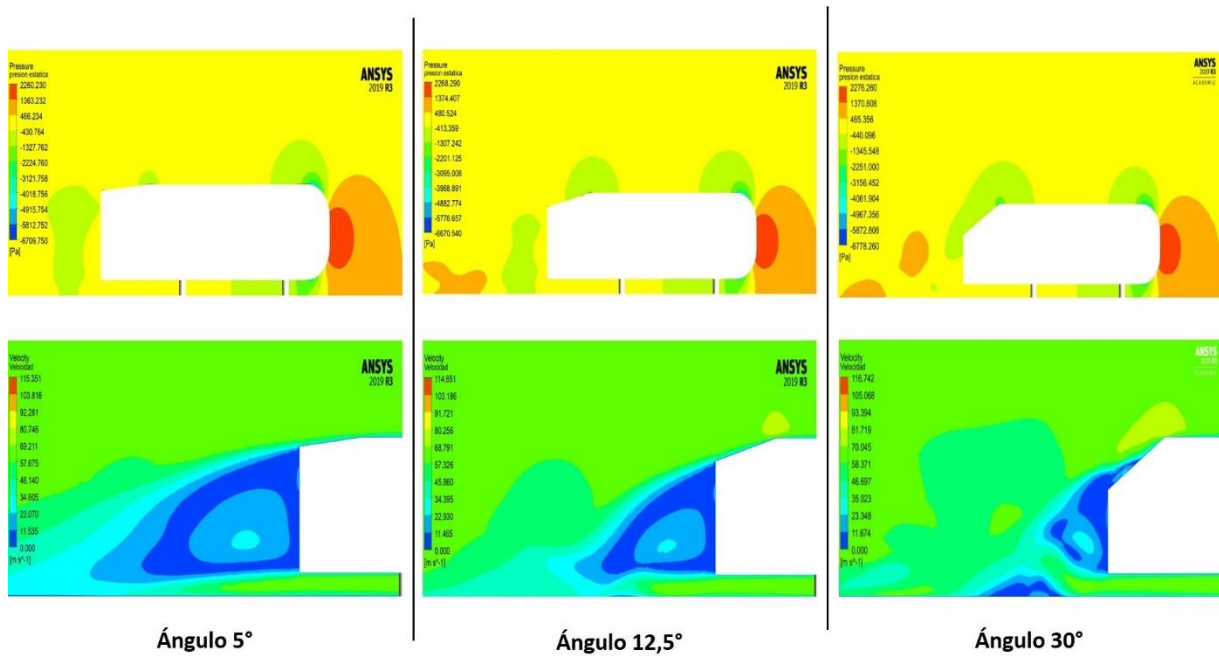 Pressure
presion estatica
2260.230
1363.232
466.234
-430.764
-1327.762
-2224.760
-3121.758
-4018.756
-4915.754
-5812.752
-6709.750
[Pa]
ANSYS
2019 R3
Pressure
presion estatica
2268.290
1374.407
480.524
-413.359
-1307.242
-2201.125
-3095.008
-3988.891
-4882.774
-5776.657
-6670.540
[Pa]
ANSYS
2019 R3
Pressure
presion estatica
2276.260
1370.808
465.356
-440.096
-1345.548
-2251.000
-3156.452
-4061.904
-4967.356
-5872.808
-6778.260
[Pa]
ANSYS
2019 R3
ACADEMIC
Velocity
Velocidad
115.351
103.816
92.281
80.746
69.211
57.675
46.140
34.605
23.070
11.535
0.000
[m s^-1]
ANSYS
2019 R3
Velocity
Velocidad
114.651
103.186
91.721
80.256
68.791
57.326
45.860
34.395
22.930
11.465
0.000
[m s^-1]
ANSYS
2019 R3
Velocity
Velocidad
116.742
105.068
93.394
81.719
70.045
58.371
46.697
35.023
23.348
11.674
0.000
[m s^-1]
ANSYS
2019 R3
ACADEMIC
Ángulo 5°
Ángulo 12,5°
Ángulo 30°